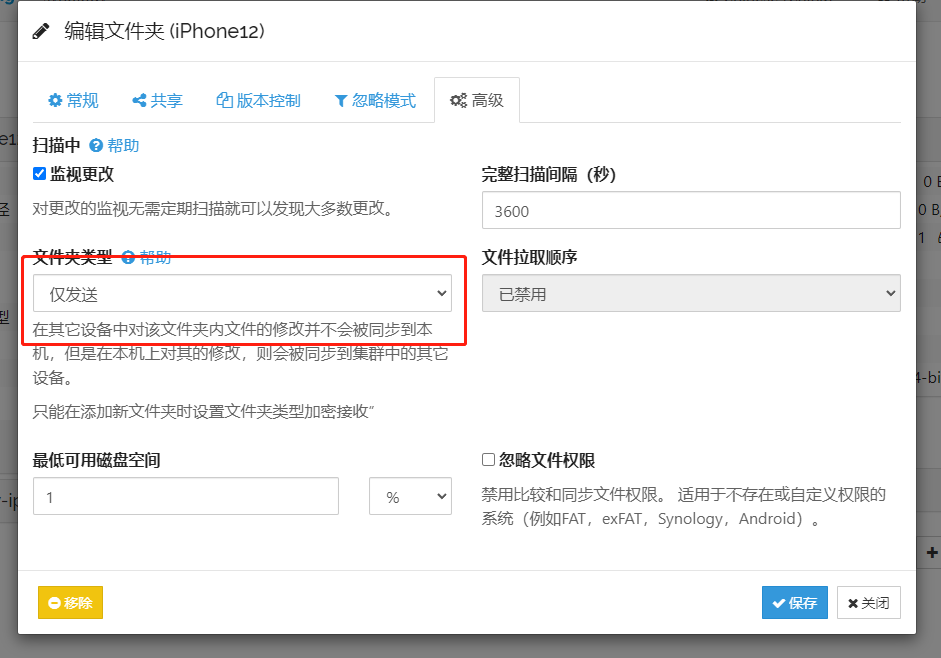 编辑文件夹 (iPhone12)
常规 共享 版本控制 忽略模式 高级
扫描中 帮助
监视更改
对更改的监视无需定期扫描就可以发现大多数更改。
完整扫描间隔（秒）
3600
文件夹类型 帮助
仅发送
在其它设备中对该文件夹内文件的修改并不会被同步到本
机，但是在本机上对其的修改，则会被同步到集群中的其它
设备。
只能在添加新文件夹时设置文件夹类型加密接收”
文件拉取顺序
已禁用
最低可用磁盘空间
1 %
忽略文件权限
禁用比较和同步文件权限。 适用于不存在或自定义权限的
系统（例如FAT，exFAT，Synology，Android）。
移除 保存 关闭
0 B
0 B
1
4-bi